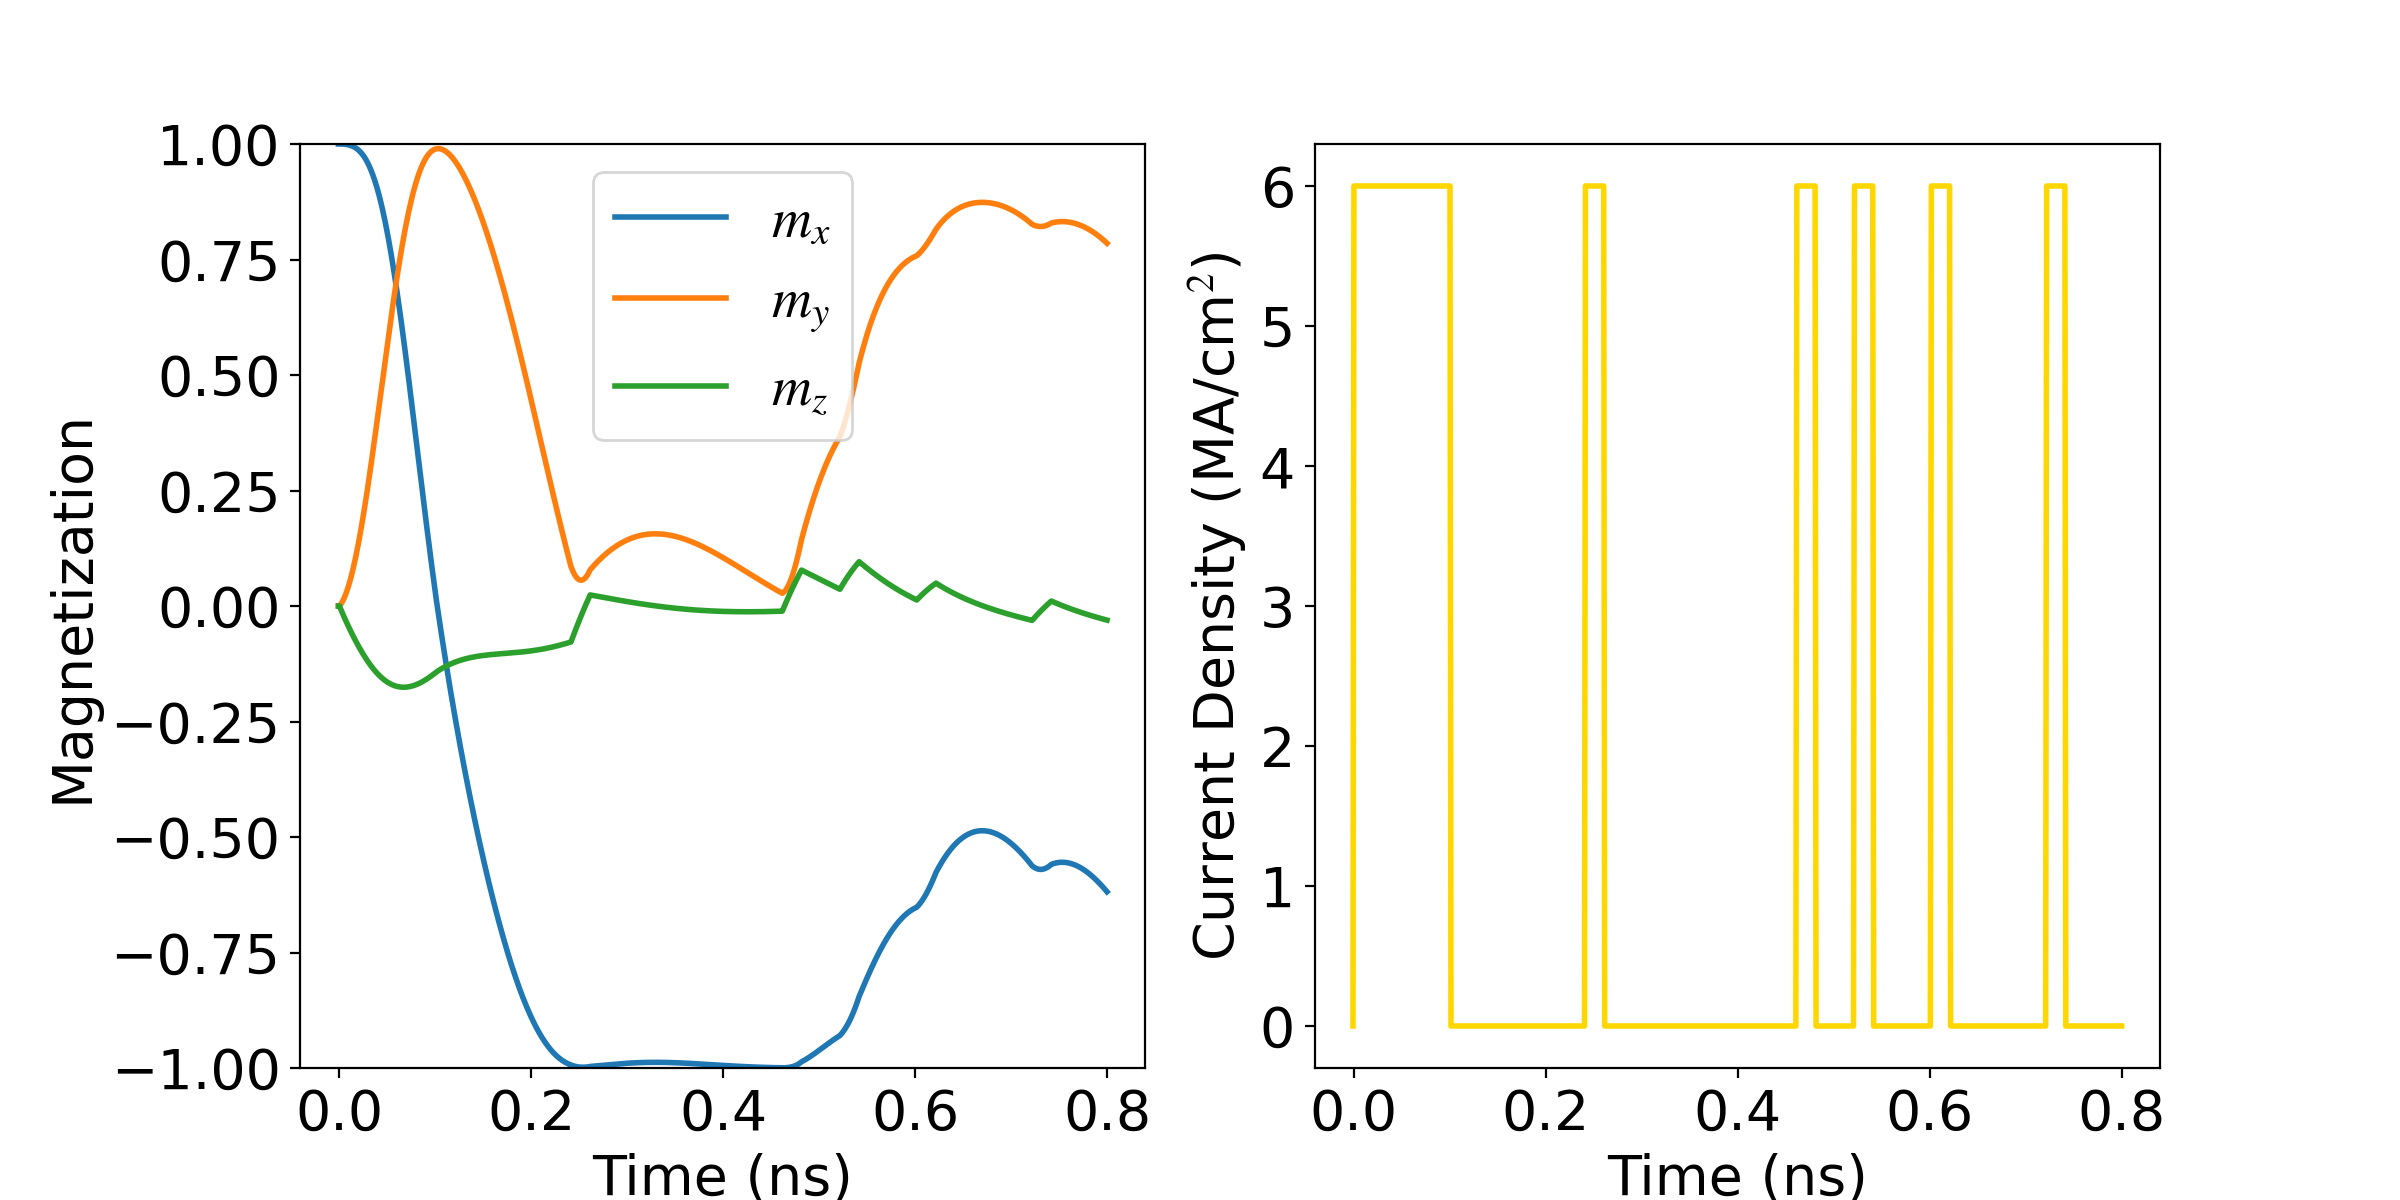 1.00
0.75
0.50
0.25
0.00
−0.25
−0.50
−0.75
−1.00
Magnetization
0.0 0.2 0.4 0.6 0.8
Time (ns)
m_x
m_y
m_z
6
5
4
3
2
1
0
Current Density (MA/cm²)
0.0 0.2 0.4 0.6 0.8
Time (ns)